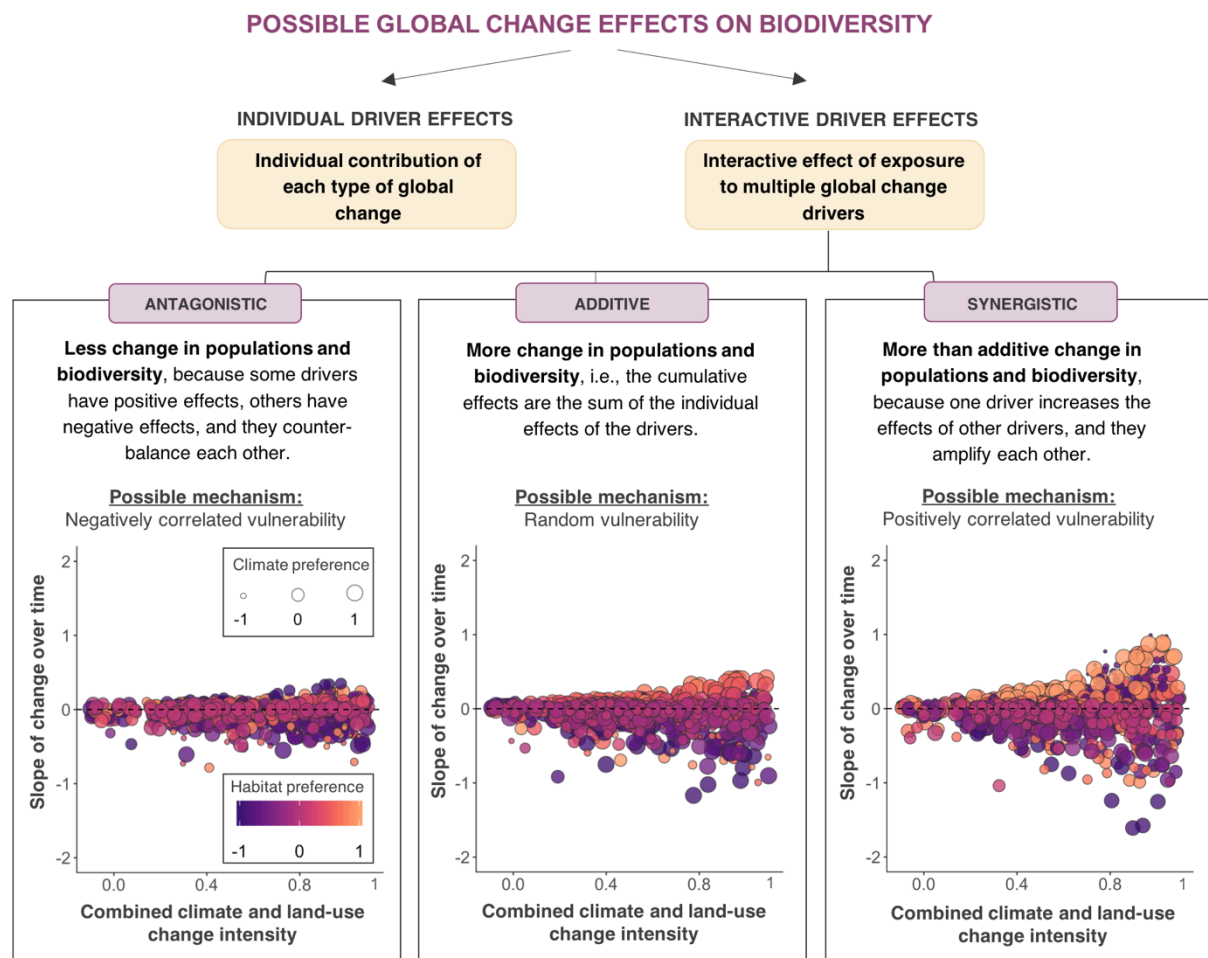 POSSIBLE GLOBAL CHANGE EFFECTS ON BIODIVERSITY
INDIVIDUAL DRIVER EFFECTS
Individual contribution of
each type of global
change
INTERACTIVE DRIVER EFFECTS
Interactive effect of exposure
to multiple global change
drivers
ANTAGONISTIC
Less change in populations and
biodiversity, because some drivers
have positive effects, others have
negative effects, and they counter-
balance each other.
Possible mechanism:
Negatively correlated vulnerability
Slope of change over time
2
1
0
-1
-2
Climate preference
-1 0 1
Habitat preference
-1 0 1
0.0 0.4 0.8 1
Combined climate and land-use
change intensity
ADDITIVE
More change in populations and
biodiversity, i.e., the cumulative
effects are the sum of the individual
effects of the drivers.
Possible mechanism:
Random vulnerability
Slope of change over time
2
1
0
-1
-2
0.0 0.4 0.8 1
Combined climate and land-use
change intensity
SYNERGISTIC
More than additive change in
populations and biodiversity,
because one driver increases the
effects of other drivers, and they
amplify each other.
Possible mechanism:
Positively correlated vulnerability
Slope of change over time
2
1
0
-1
-2
0.0 0.4 0.8 1
Combined climate and land-use
change intensity